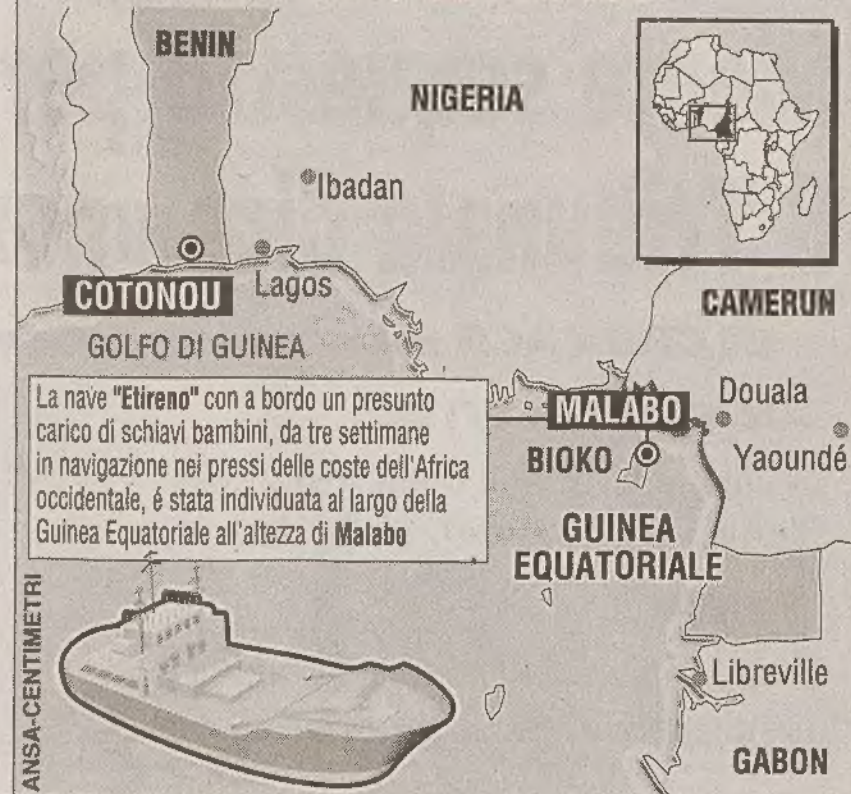 BENIN
NIGERIA
Ibadan
COTONOU
Lagos
GOLFO DI GUINEA
CAMERUN
La nave "Etireno" con a bordo un presunto
carico di schiavi bambini, da tre settimane
in navigazione nei pressi delle coste dell'Africa
occidentale, é stata individuata al largo della
Guinea Equatoriale all'altezza di Malabo
MALABO
Douala
BIOKO
Yaoundé
GUINEA
EQUATORIALE
Libreville
GABON
ANSA-CENTIMETRI